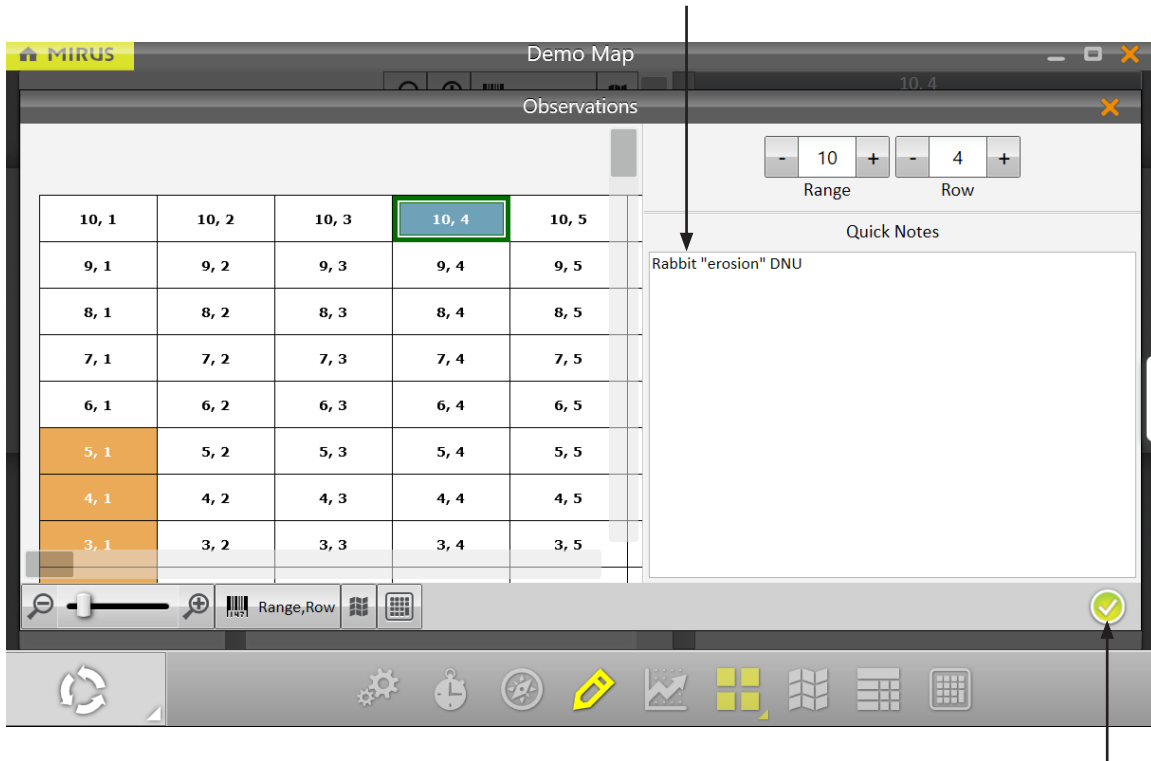 MIRUS Demo Map
10, 4
Observations
- 10 + - 4 +
Range Row
Quick Notes
Rabbit "erosion" DNU
10, 1 10, 2 10, 3 10, 4 10, 5
9, 1 9, 2 9, 3 9, 4 9, 5
8, 1 8, 2 8, 3 8, 4 8, 5
7, 1 7, 2 7, 3 7, 4 7, 5
6, 1 6, 2 6, 3 6, 4 6, 5
5, 1 5, 2 5, 3 5, 4 5, 5
4, 1 4, 2 4, 3 4, 4 4, 5
3, 1 3, 2 3, 3 3, 4 3, 5
Range,Row